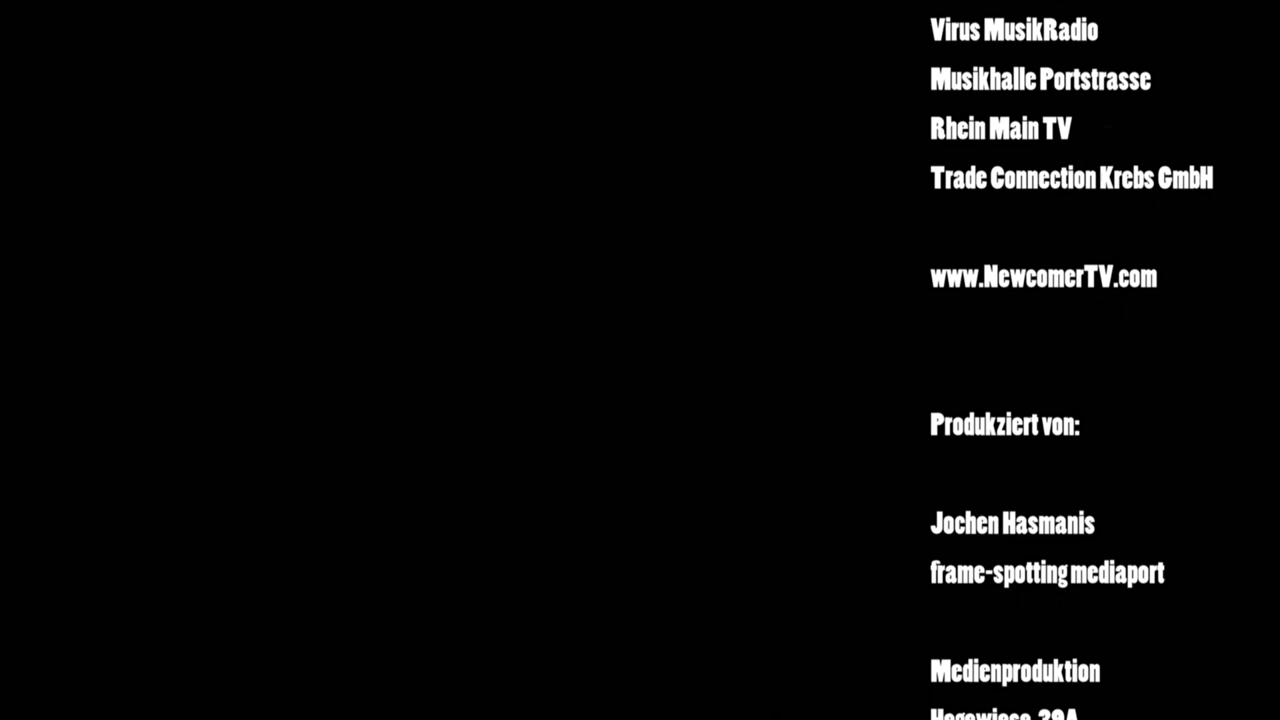 Virus MusikRadio
Musikhalle Portstrasse
Rhein Main TV
Trade Connection Krebs GmbH
www.NewcomerTV.com
Produkziert von:
Jochen Hasmanis
frame-spotting mediaport
Medienproduktion